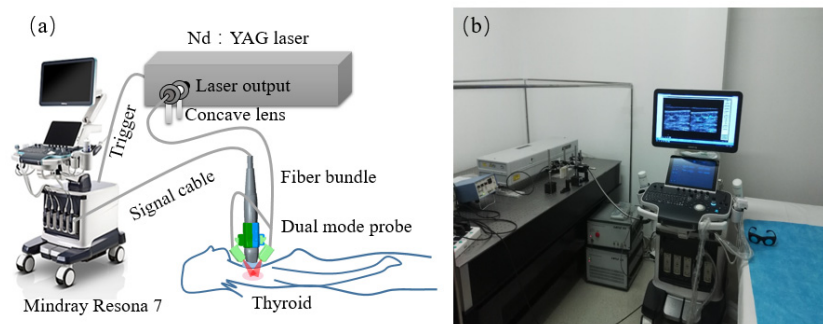 (a)
Nd：YAG laser
Laser output
Concave lens
Trigger
Signal cable
Fiber bundle
Dual mode probe
Thyroid
Mindray Resona 7
(b)